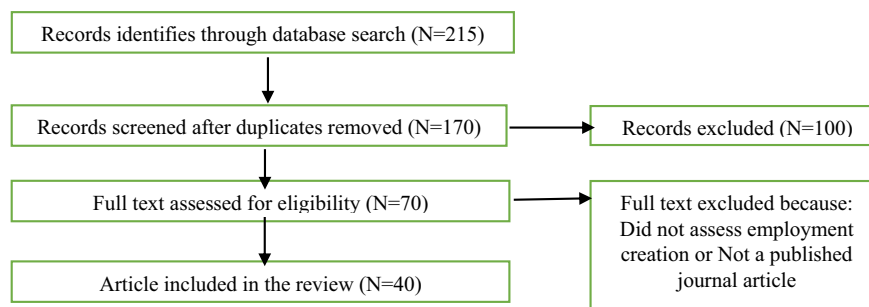 Records identifies through database search (N=215)
Records screened after duplicates removed (N=170)
Records excluded (N=100)
Full text assessed for eligibility (N=70)
Full text excluded because:
Did not assess employment
creation or Not a published
journal article
Article included in the review (N=40)